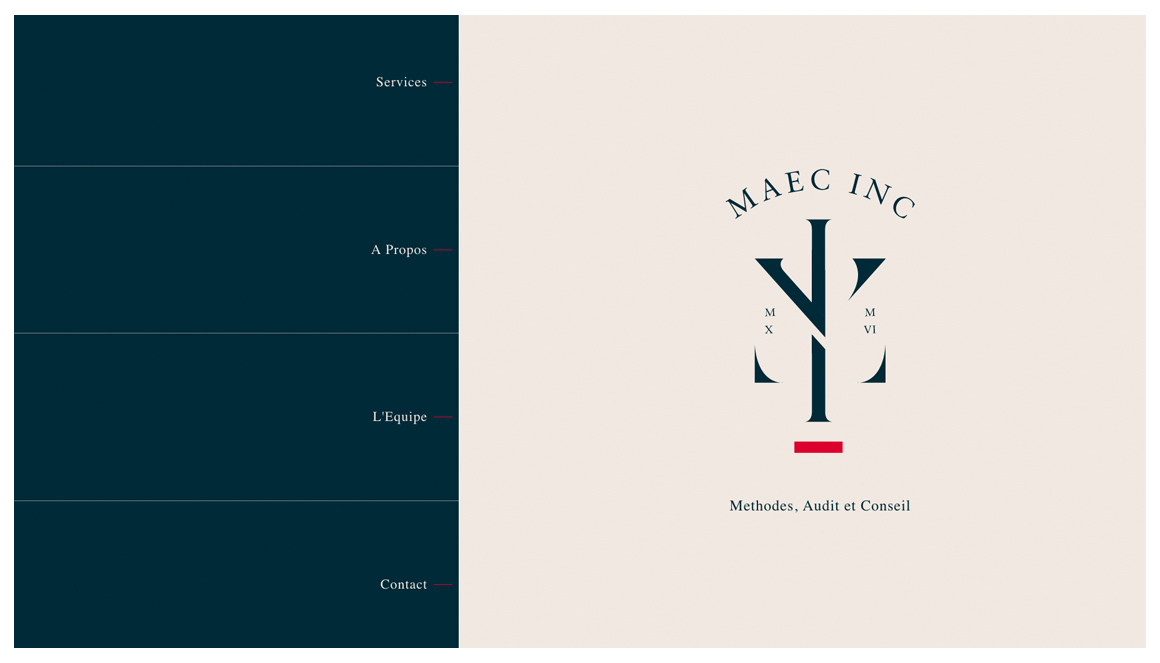 Services
A Propos
L'Equipe
Contact
MAEC INC
M M
X VI
Methodes, Audit et Conseil